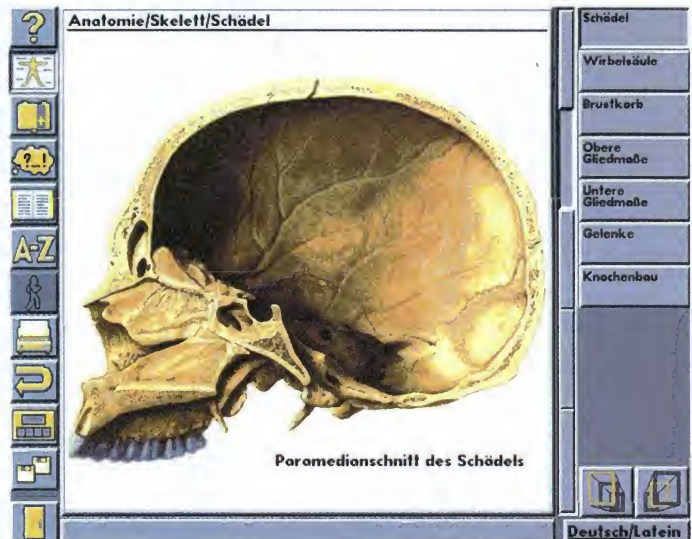 Anatomie/Skelett/Schädel
?
?..!
A-Z
Paramedianschnitt des Schädels
Schädel
Wirbelsäule
Brustkorb
Obere
Gliedmaße
Untere
Gliedmaße
Gelenke
Knochenbau
Deutsch/Latein